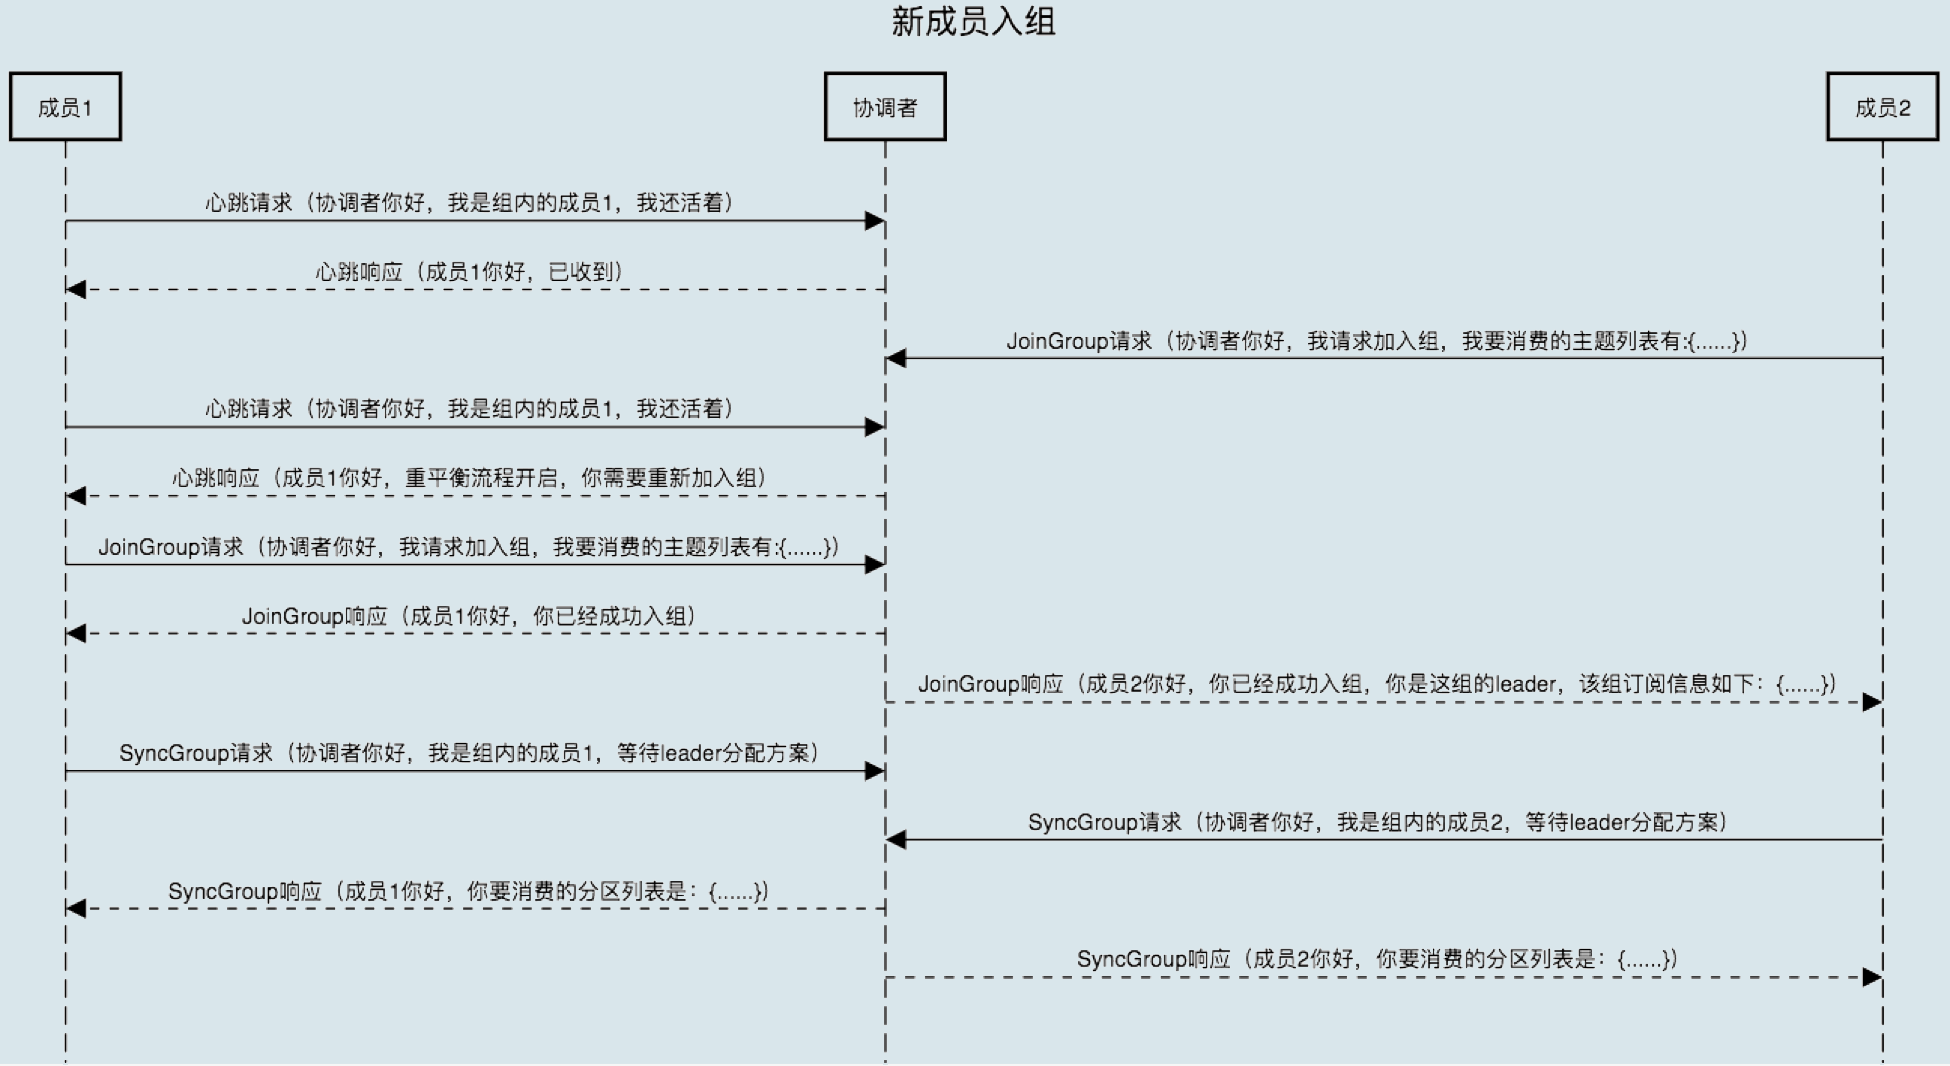 新成员入组
成员1
协调者
成员2
心跳请求（协调者你好，我是组内的成员1，我还活着）
心跳响应（成员1你好，已收到）
JoinGroup请求（协调者你好，我请求加入组，我要消费的主题列表有:{......}）
心跳请求（协调者你好，我是组内的成员1，我还活着）
心跳响应（成员1你好，重平衡流程开启，你需要重新加入组）
JoinGroup请求（协调者你好，我请求加入组，我要消费的主题列表有:{......}）
JoinGroup响应（成员1你好，你已经成功入组）
JoinGroup响应（成员2你好，你已经成功入组，你是这组的leader，该组订阅信息如下：{......}）
SyncGroup请求（协调者你好，我是组内的成员1，等待leader分配方案）
SyncGroup请求（协调者你好，我是组内的成员2，等待leader分配方案）
SyncGroup响应（成员1你好，你要消费的分区列表是：{......}）
SyncGroup响应（成员2你好，你要消费的分区列表是：{......}）